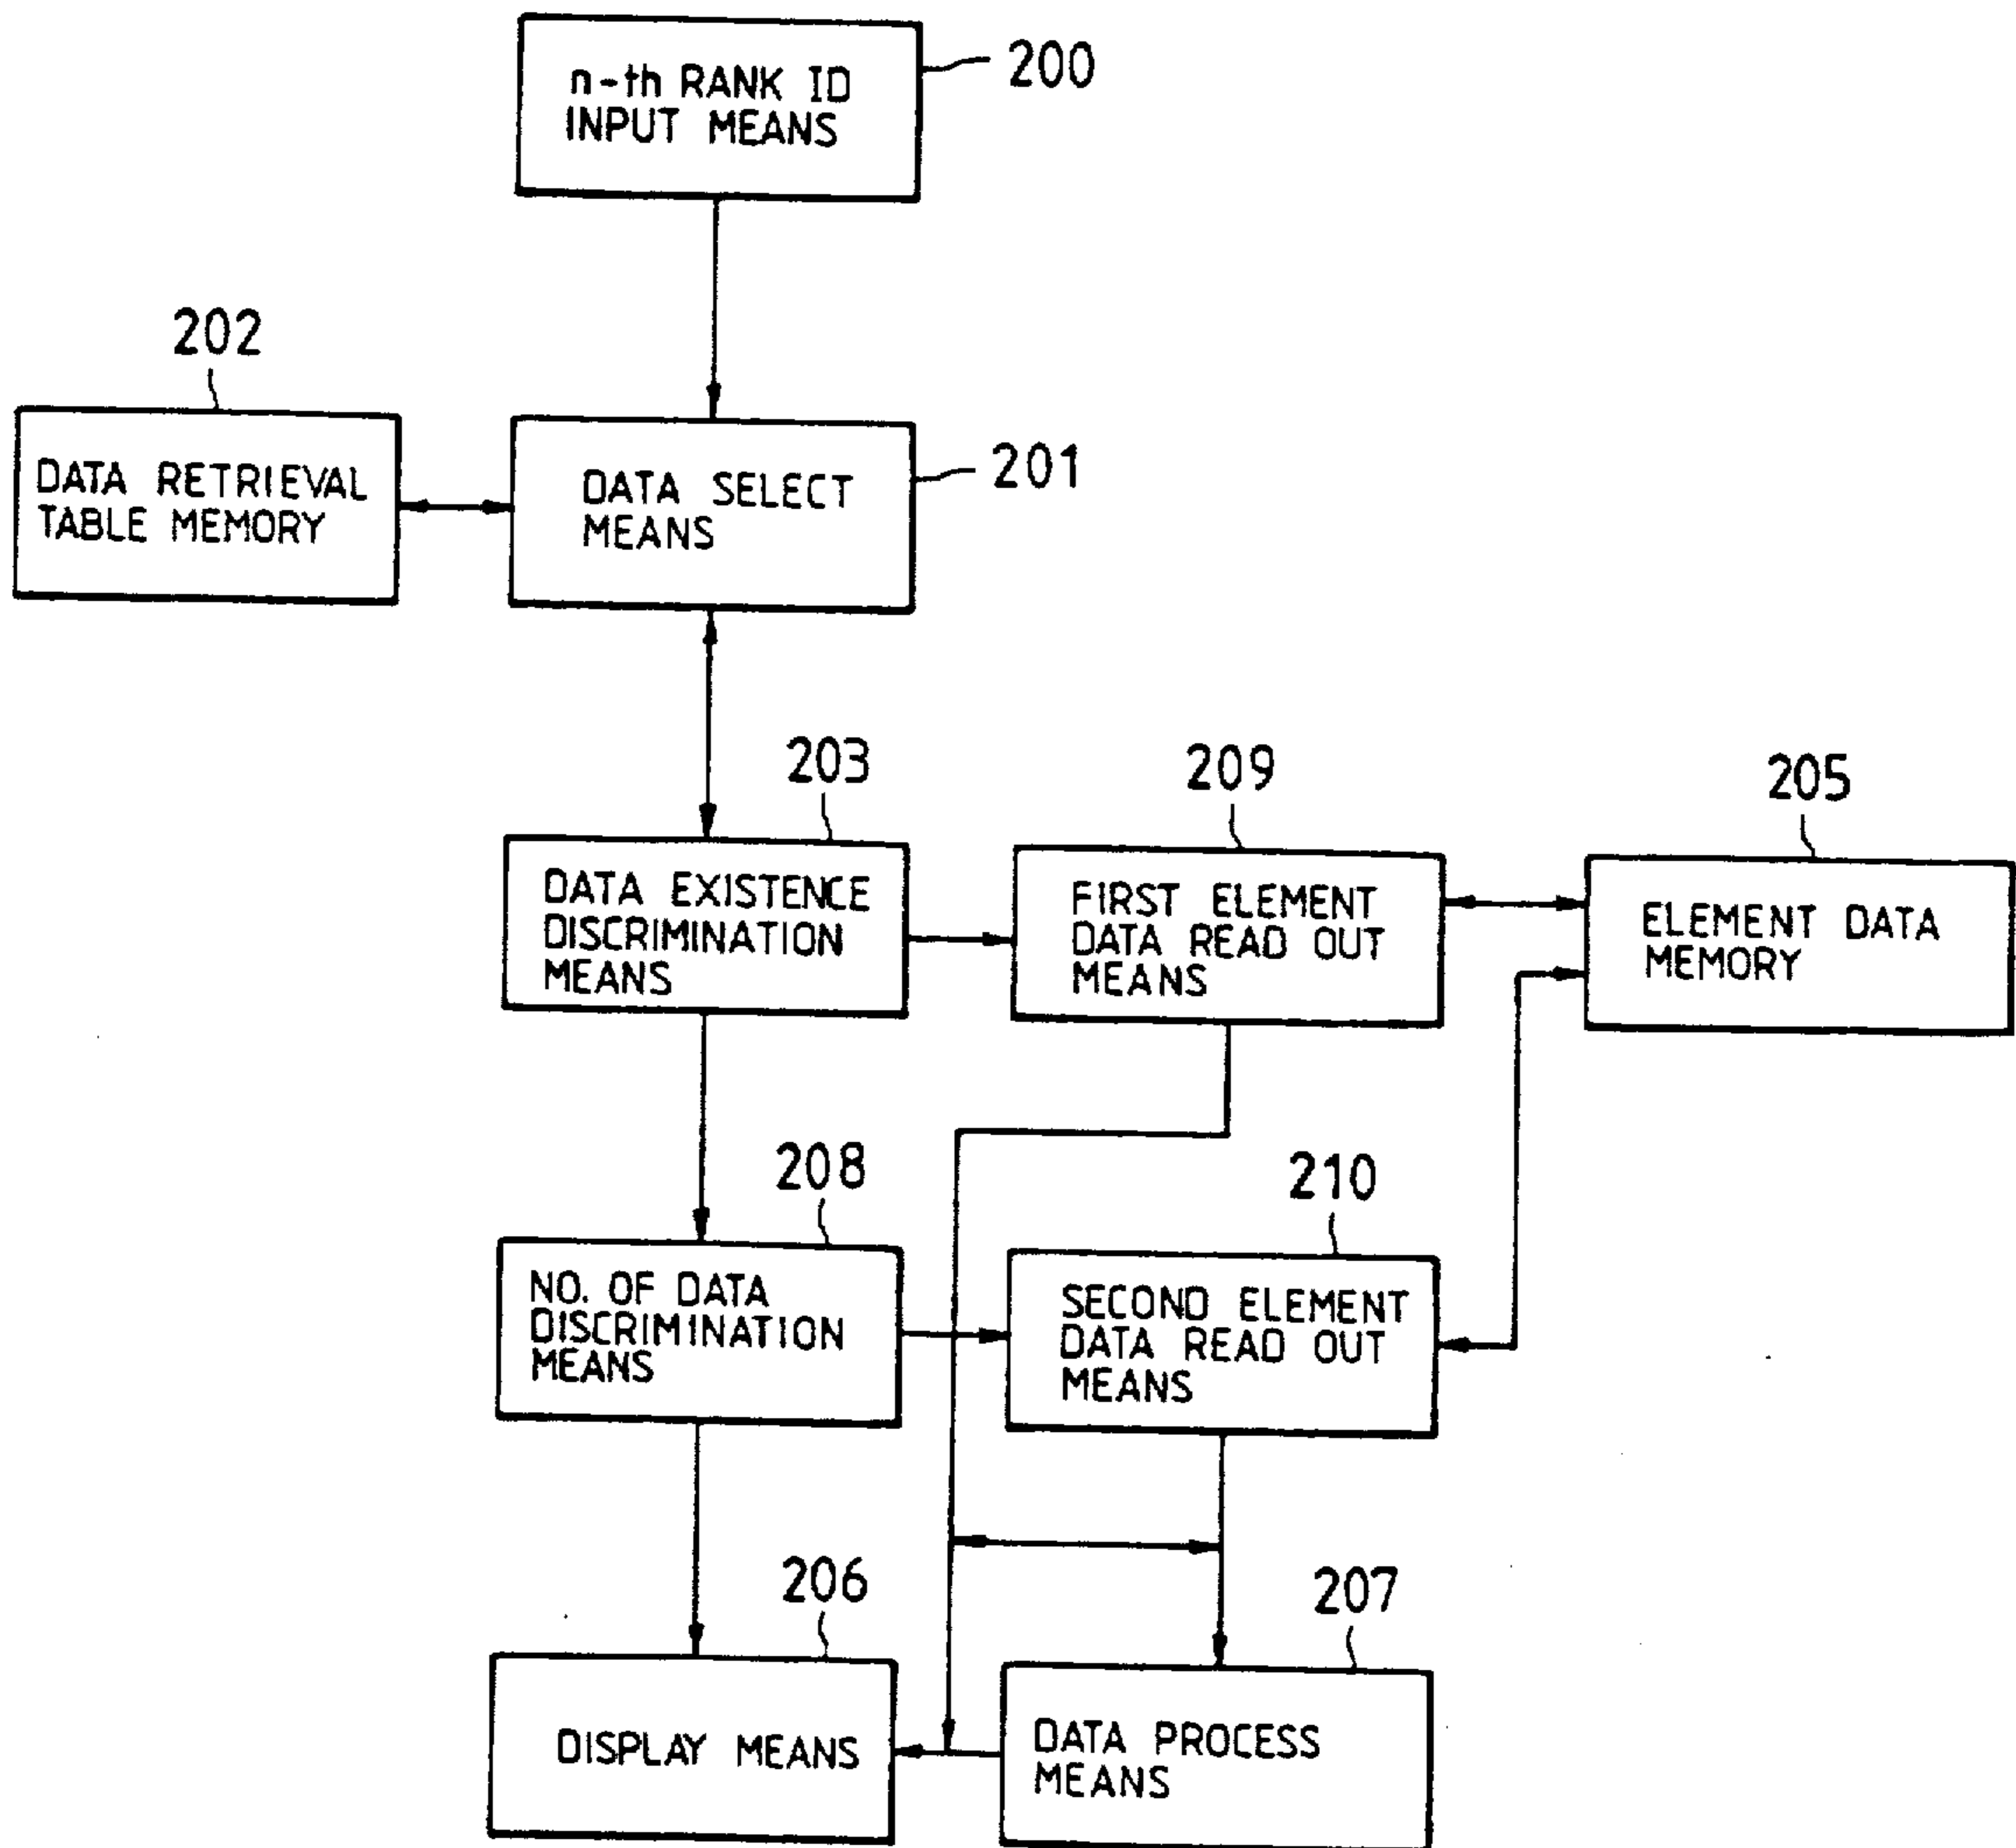 n-th RANK ID
INPUT MEANS
200
202
DATA RETRIEVAL
TABLE MEMORY
DATA SELECT
MEANS
201
203
DATA EXISTENCE
DISCRIMINATION
MEANS
209
FIRST ELEMENT
DATA READ OUT
MEANS
205
ELEMENT DATA
MEMORY
208
NO. OF DATA
DISCRIMINATION
MEANS
210
SECOND ELEMENT
DATA READ OUT
MEANS
206
DISPLAY MEANS
207
DATA PROCESS
MEANS